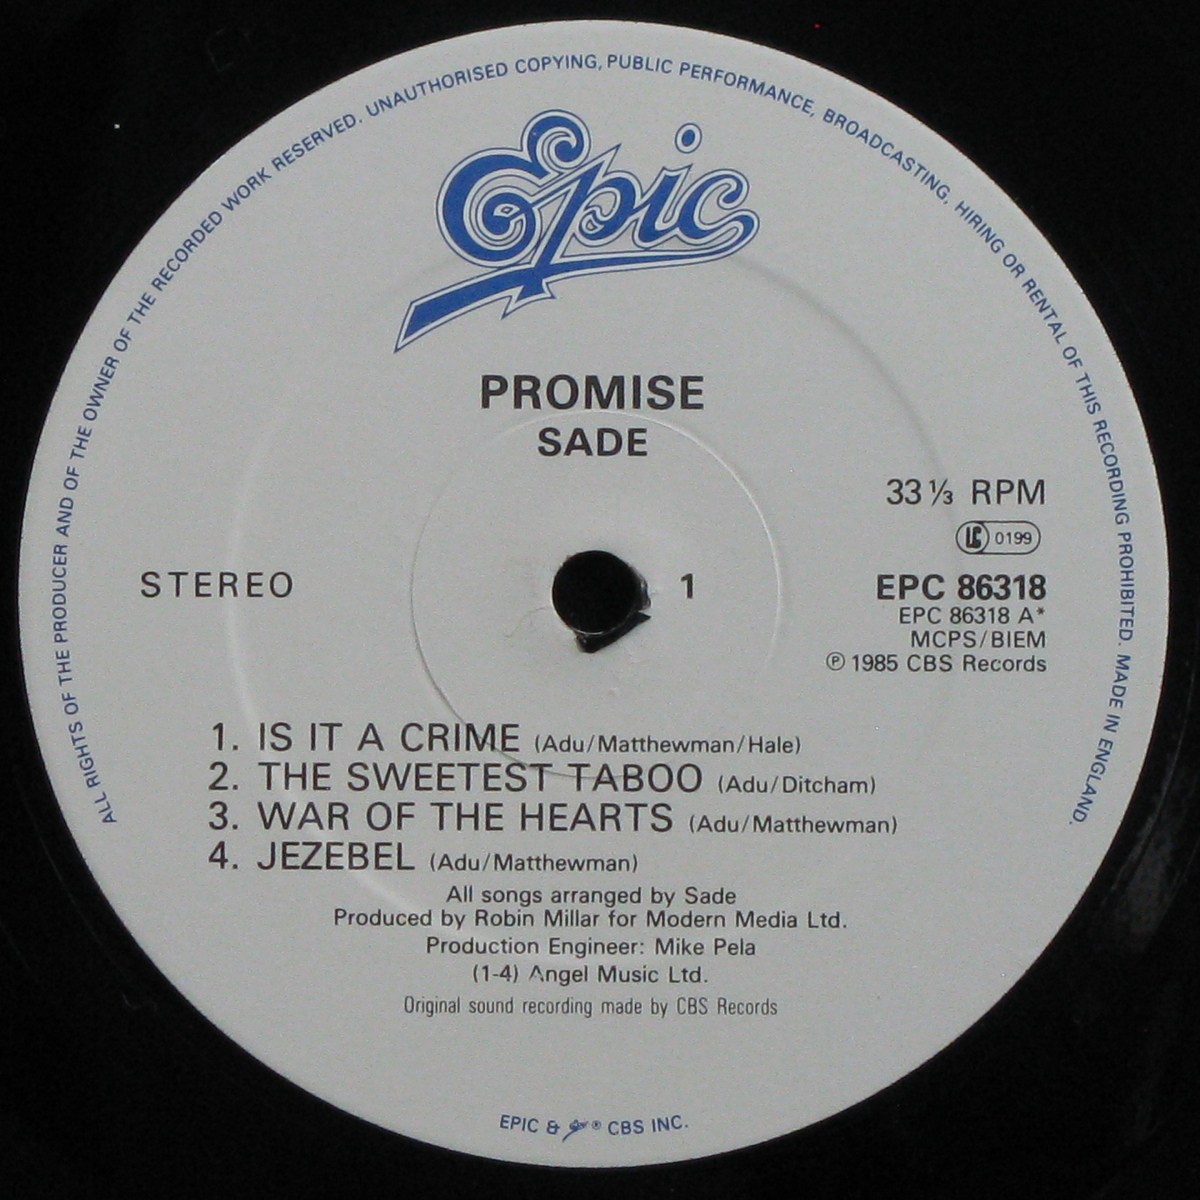 ALL RIGHTS OF THE PRODUCER AND OF THE OWNER OF THE RECORDED WORK RESERVED. UNAUTHORISED COPYING, PUBLIC PERFORMANCE, BROADCASTING, HIRING OR RENTAL OF THIS RECORDING PROHIBITED. MADE IN ENGLAND.
Epic
PROMISE
SADE
33 ⅓ RPM
LC 0199
STEREO
1
EPC 86318
EPC 86318 A*
MCPS/BIEM
℗ 1985 CBS Records
1. IS IT A CRIME (Adu/Matthewman/Hale)
2. THE SWEETEST TABOO (Adu/Ditcham)
3. WAR OF THE HEARTS (Adu/Matthewman)
4. JEZEBEL (Adu/Matthewman)
All songs arranged by Sade
Produced by Robin Millar for Modern Media Ltd.
Production Engineer: Mike Pela
(1-4) Angel Music Ltd.
Original sound recording made by CBS Records
EPIC & Epic ® CBS INC.